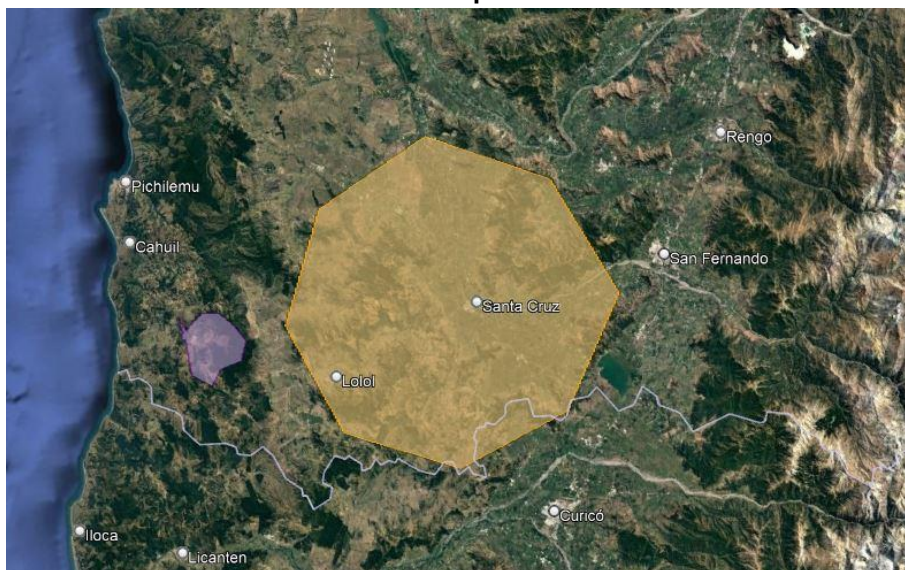 Rengo
Pichilemu
Cahuil
San Fernando
Santa Cruz
Lolol
Curicó
Iloca
Licanten